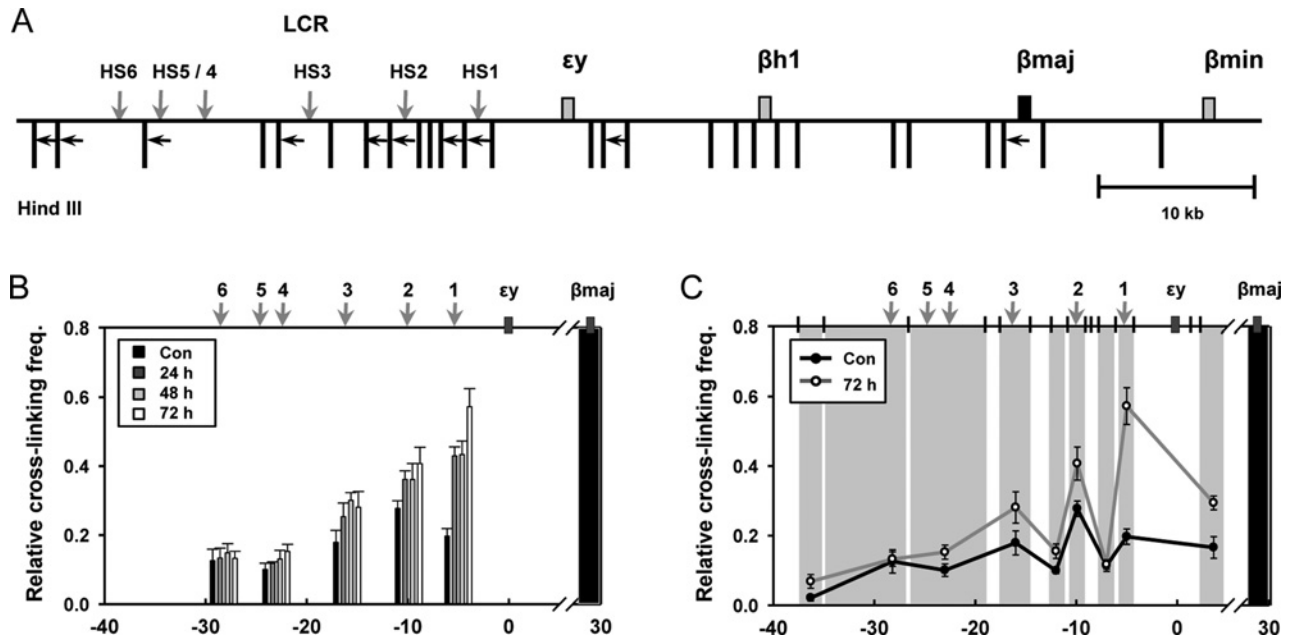 A
LCR
HS6 HS5 / 4 HS3 HS2 HS1 εy βh1 βmaj βmin
Hind III
10 kb
B
6 5 4 3 2 1 εy βmaj
Relative cross-linking freq.
0.8
0.6
0.4
0.2
0.0
Con
24 h
48 h
72 h
-40 -30 -20 -10 0 30
C
6 5 4 3 2 1 εy βmaj
Relative cross-linking freq.
0.8
0.6
0.4
0.2
0.0
Con
72 h
-40 -30 -20 -10 0 30